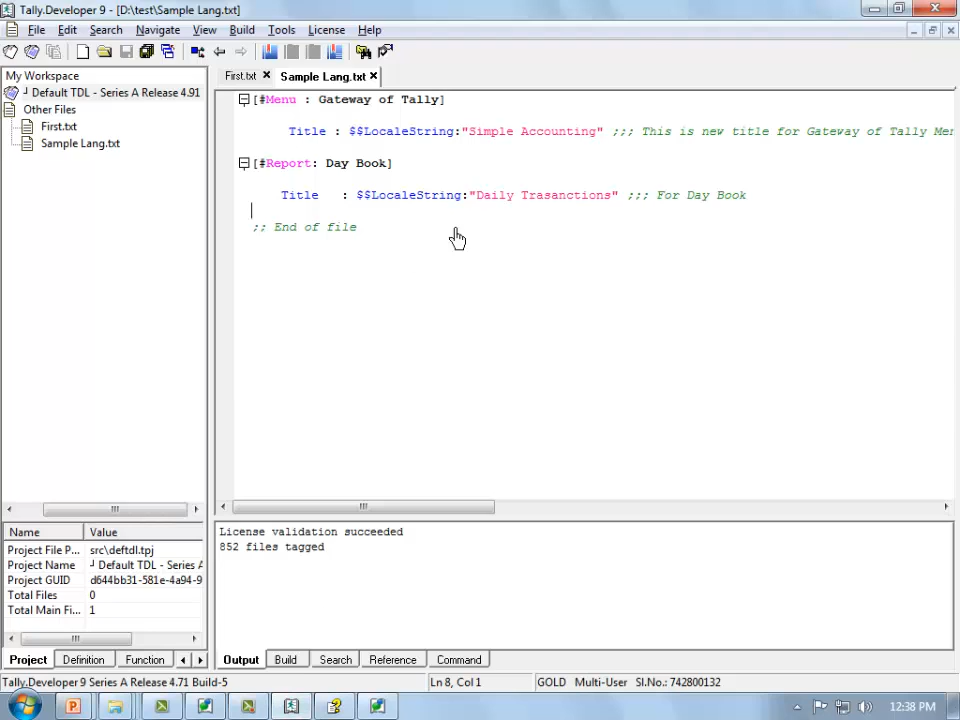 Tally.Developer 9 - [D:\test\Sample Lang.txt]
File Edit Search Navigate View Build Tools License Help
My Workspace
Default TDL - Series A Release 4.91
Other Files
First.txt
Sample Lang.txt
First.txt Sample Lang.txt
[#Menu : Gateway of Tally]
Title : $$LocaleString:"Simple Accounting" ;;; This is new title for Gateway of Tally Men
[#Report: Day Book]
Title : $$LocaleString:"Daily Trasanctions" ;;; For Day Book
;; End of file
Name Value
Project File P... src\deftdl.tpj
Project Name Default TDL - Series A
Project GUID d644bb31-581e-4a94-9
Total Files 0
Total Main Fi... 1
Project Definition Function
License validation succeeded
852 files tagged
Output Build Search Reference Command
Tally.Developer 9 Series A Release 4.71 Build-5 Ln 8, Col 1 GOLD Multi-User Sl.No.: 742800132
12:38 PM